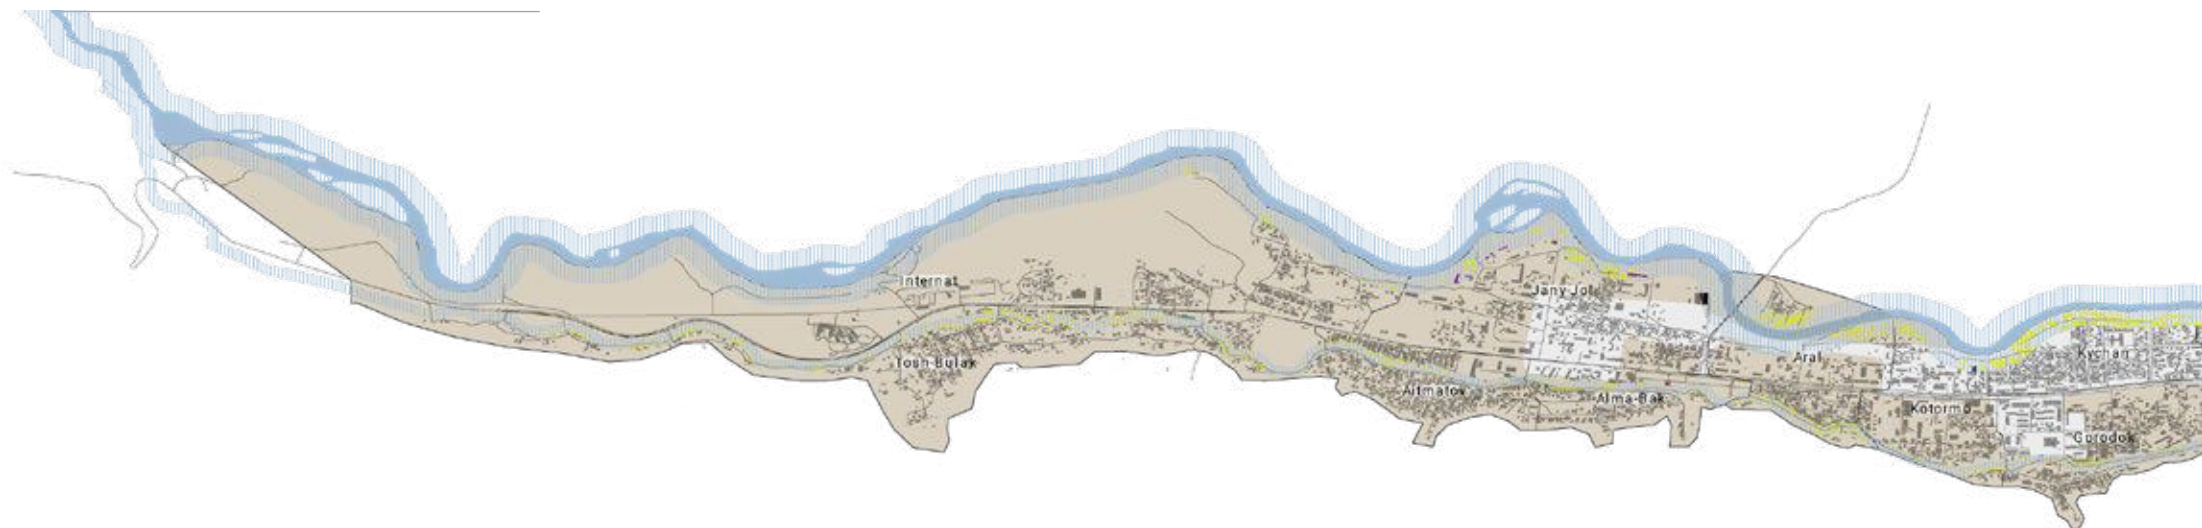 Internat
Jany Jol
Tosh-Bulak
Aral
Kychan
Aitmatov
Alma-Bak
Kotormo
Gorodok